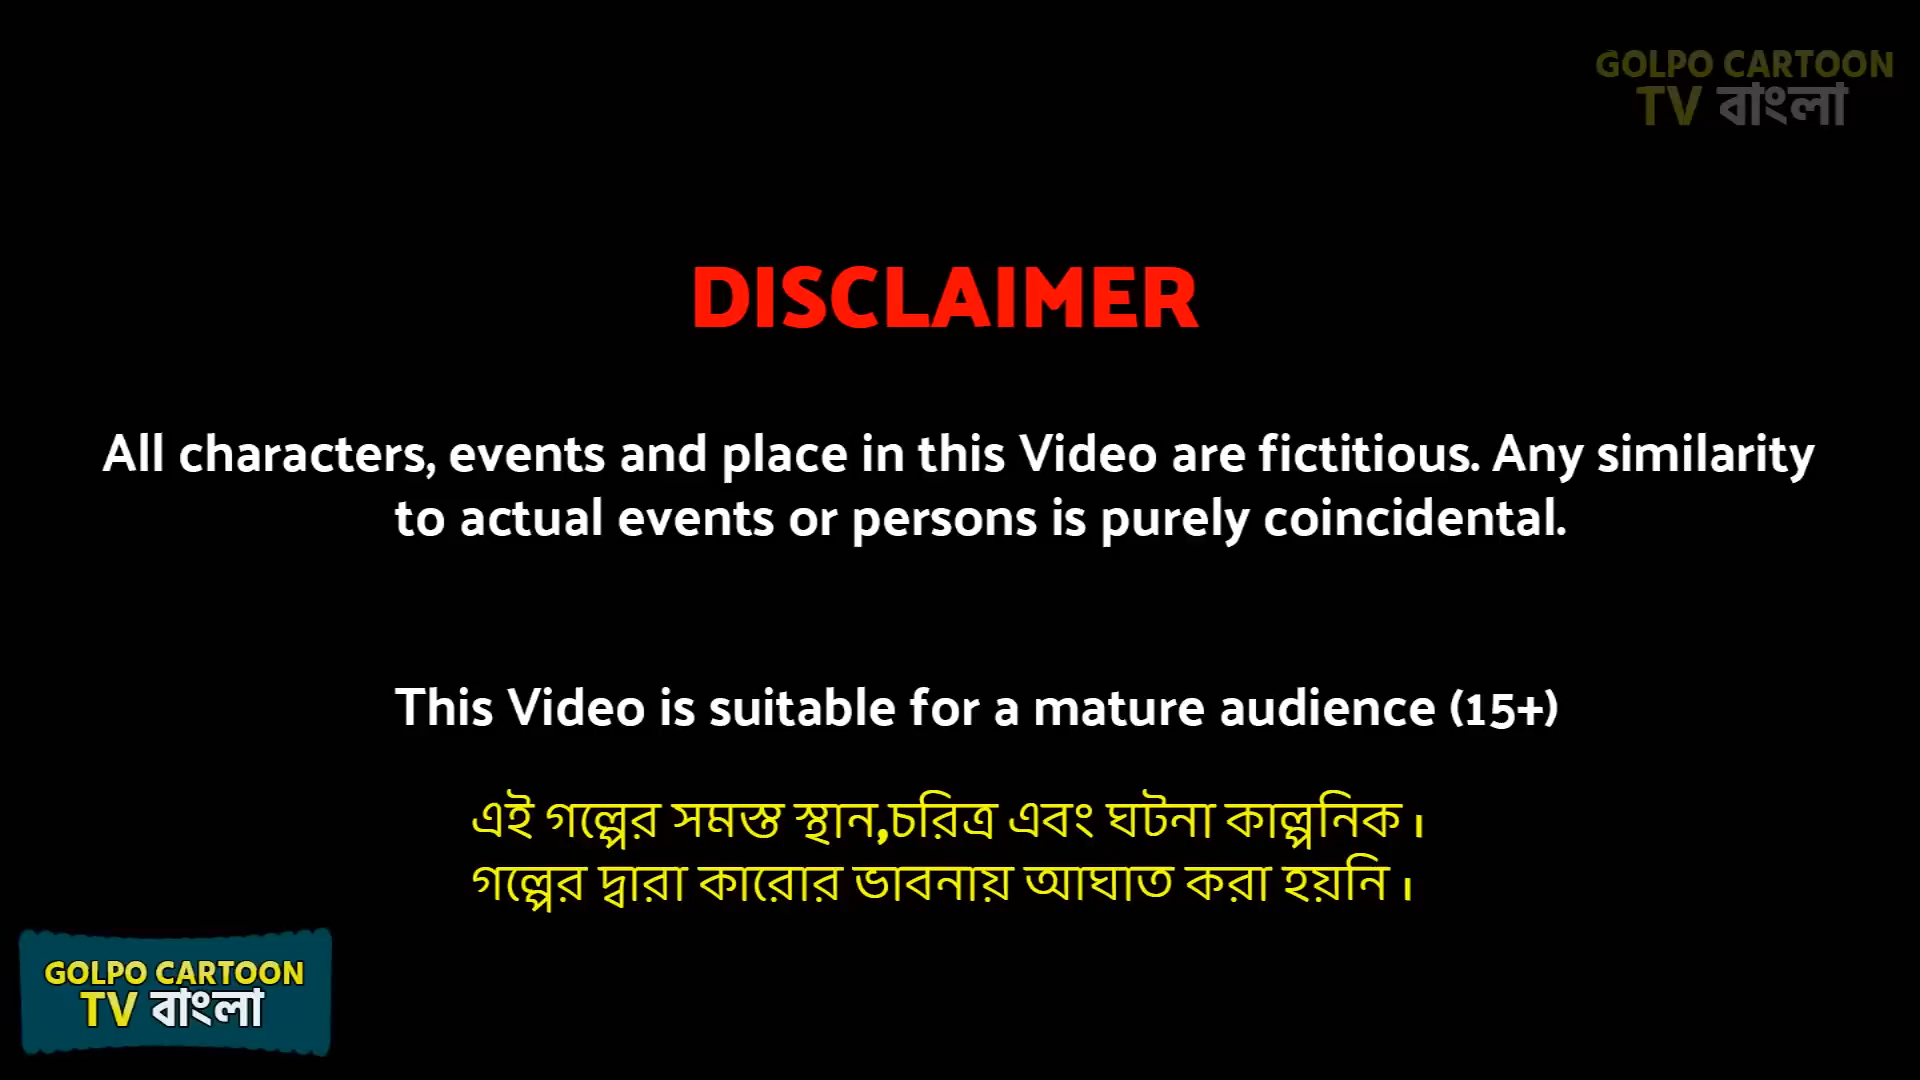 GOLPO CARTOON
TV বাংলা
DISCLAIMER
All characters, events and place in this Video are fictitious. Any similarity
to actual events or persons is purely coincidental.
This Video is suitable for a mature audience (15+)
এই গল্পের সমস্ত স্থান,চরিত্র এবং ঘটনা কাল্পনিক।
গল্পের দ্বারা কারোর ভাবনায় আঘাত করা হয়নি।
GOLPO CARTOON
TV বাংলা